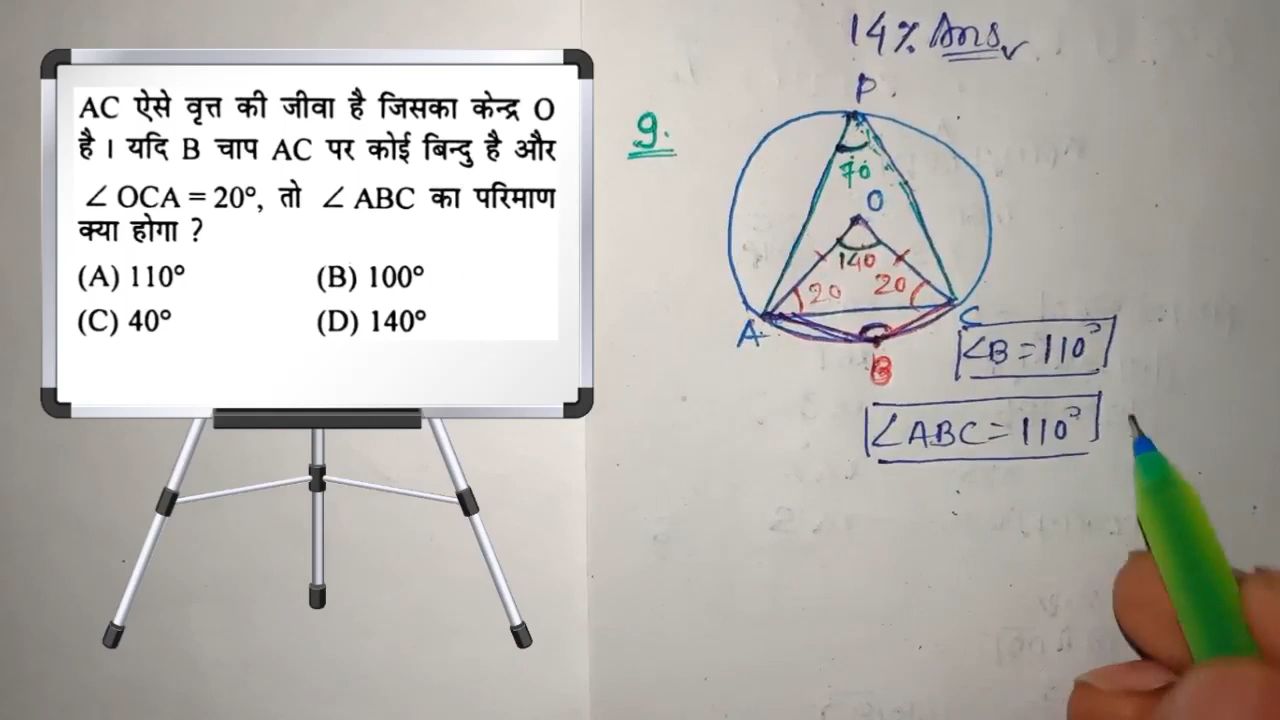 AC ऐसे वृत्त की जीवा है जिसका केन्द्र O
है । यदि B चाप AC पर कोई बिन्दु है और
∠ OCA = 20°, तो ∠ ABC का परिमाण
क्या होगा ?
(A) 110° (B) 100°
(C) 40° (D) 140°
14% Ans
9.
P
70
O
140
20 20
A C
B
∠B = 110°
∠ABC = 110°